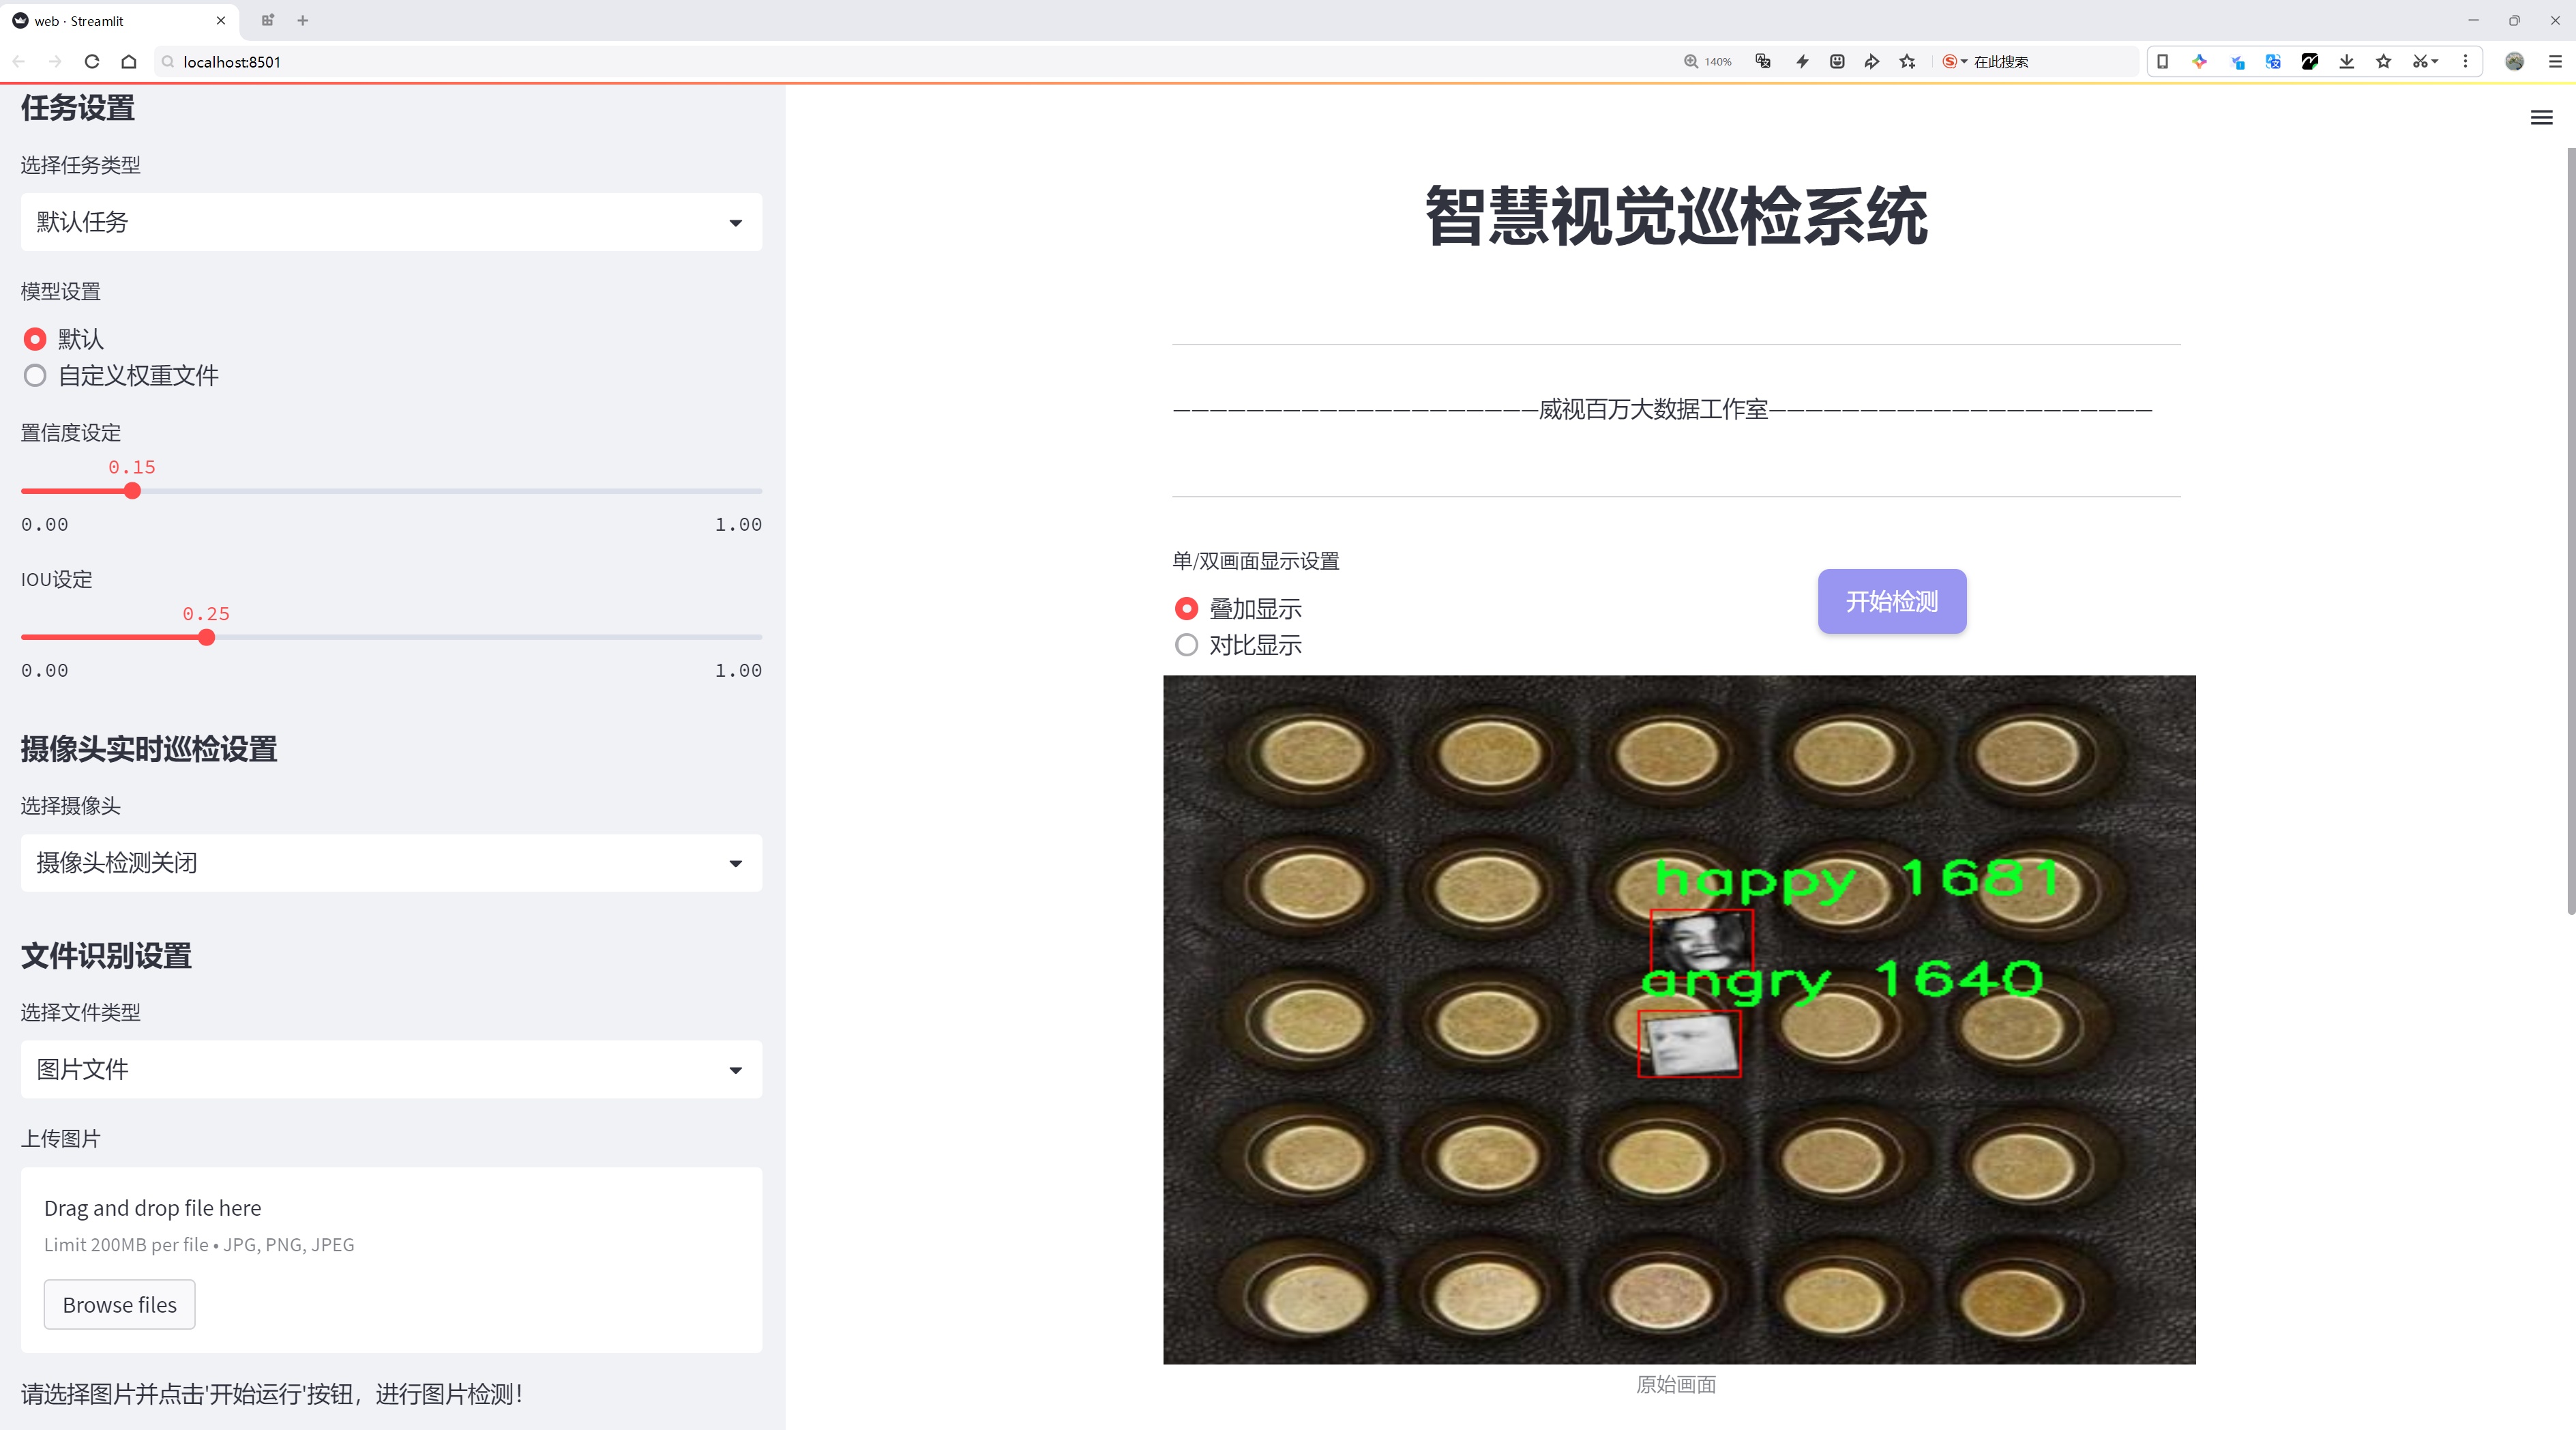 web · Streamlit
localhost:8501
140%
在此搜索
任务设置
选择任务类型
默认任务
模型设置
默认
自定义权重文件
置信度设定
0.15
0.00 1.00
IOU设定
0.25
0.00 1.00
摄像头实时巡检设置
选择摄像头
摄像头检测关闭
文件识别设置
选择文件类型
图片文件
上传图片
Drag and drop file here
Limit 200MB per file • JPG, PNG, JPEG
Browse files
请选择图片并点击'开始运行'按钮，进行图片检测！
智慧视觉巡检系统
————————————————————威视百万大数据工作室—————————————————————
单/双画面显示设置
叠加显示
对比显示
开始检测
happy 1681
angry 1640
原始画面